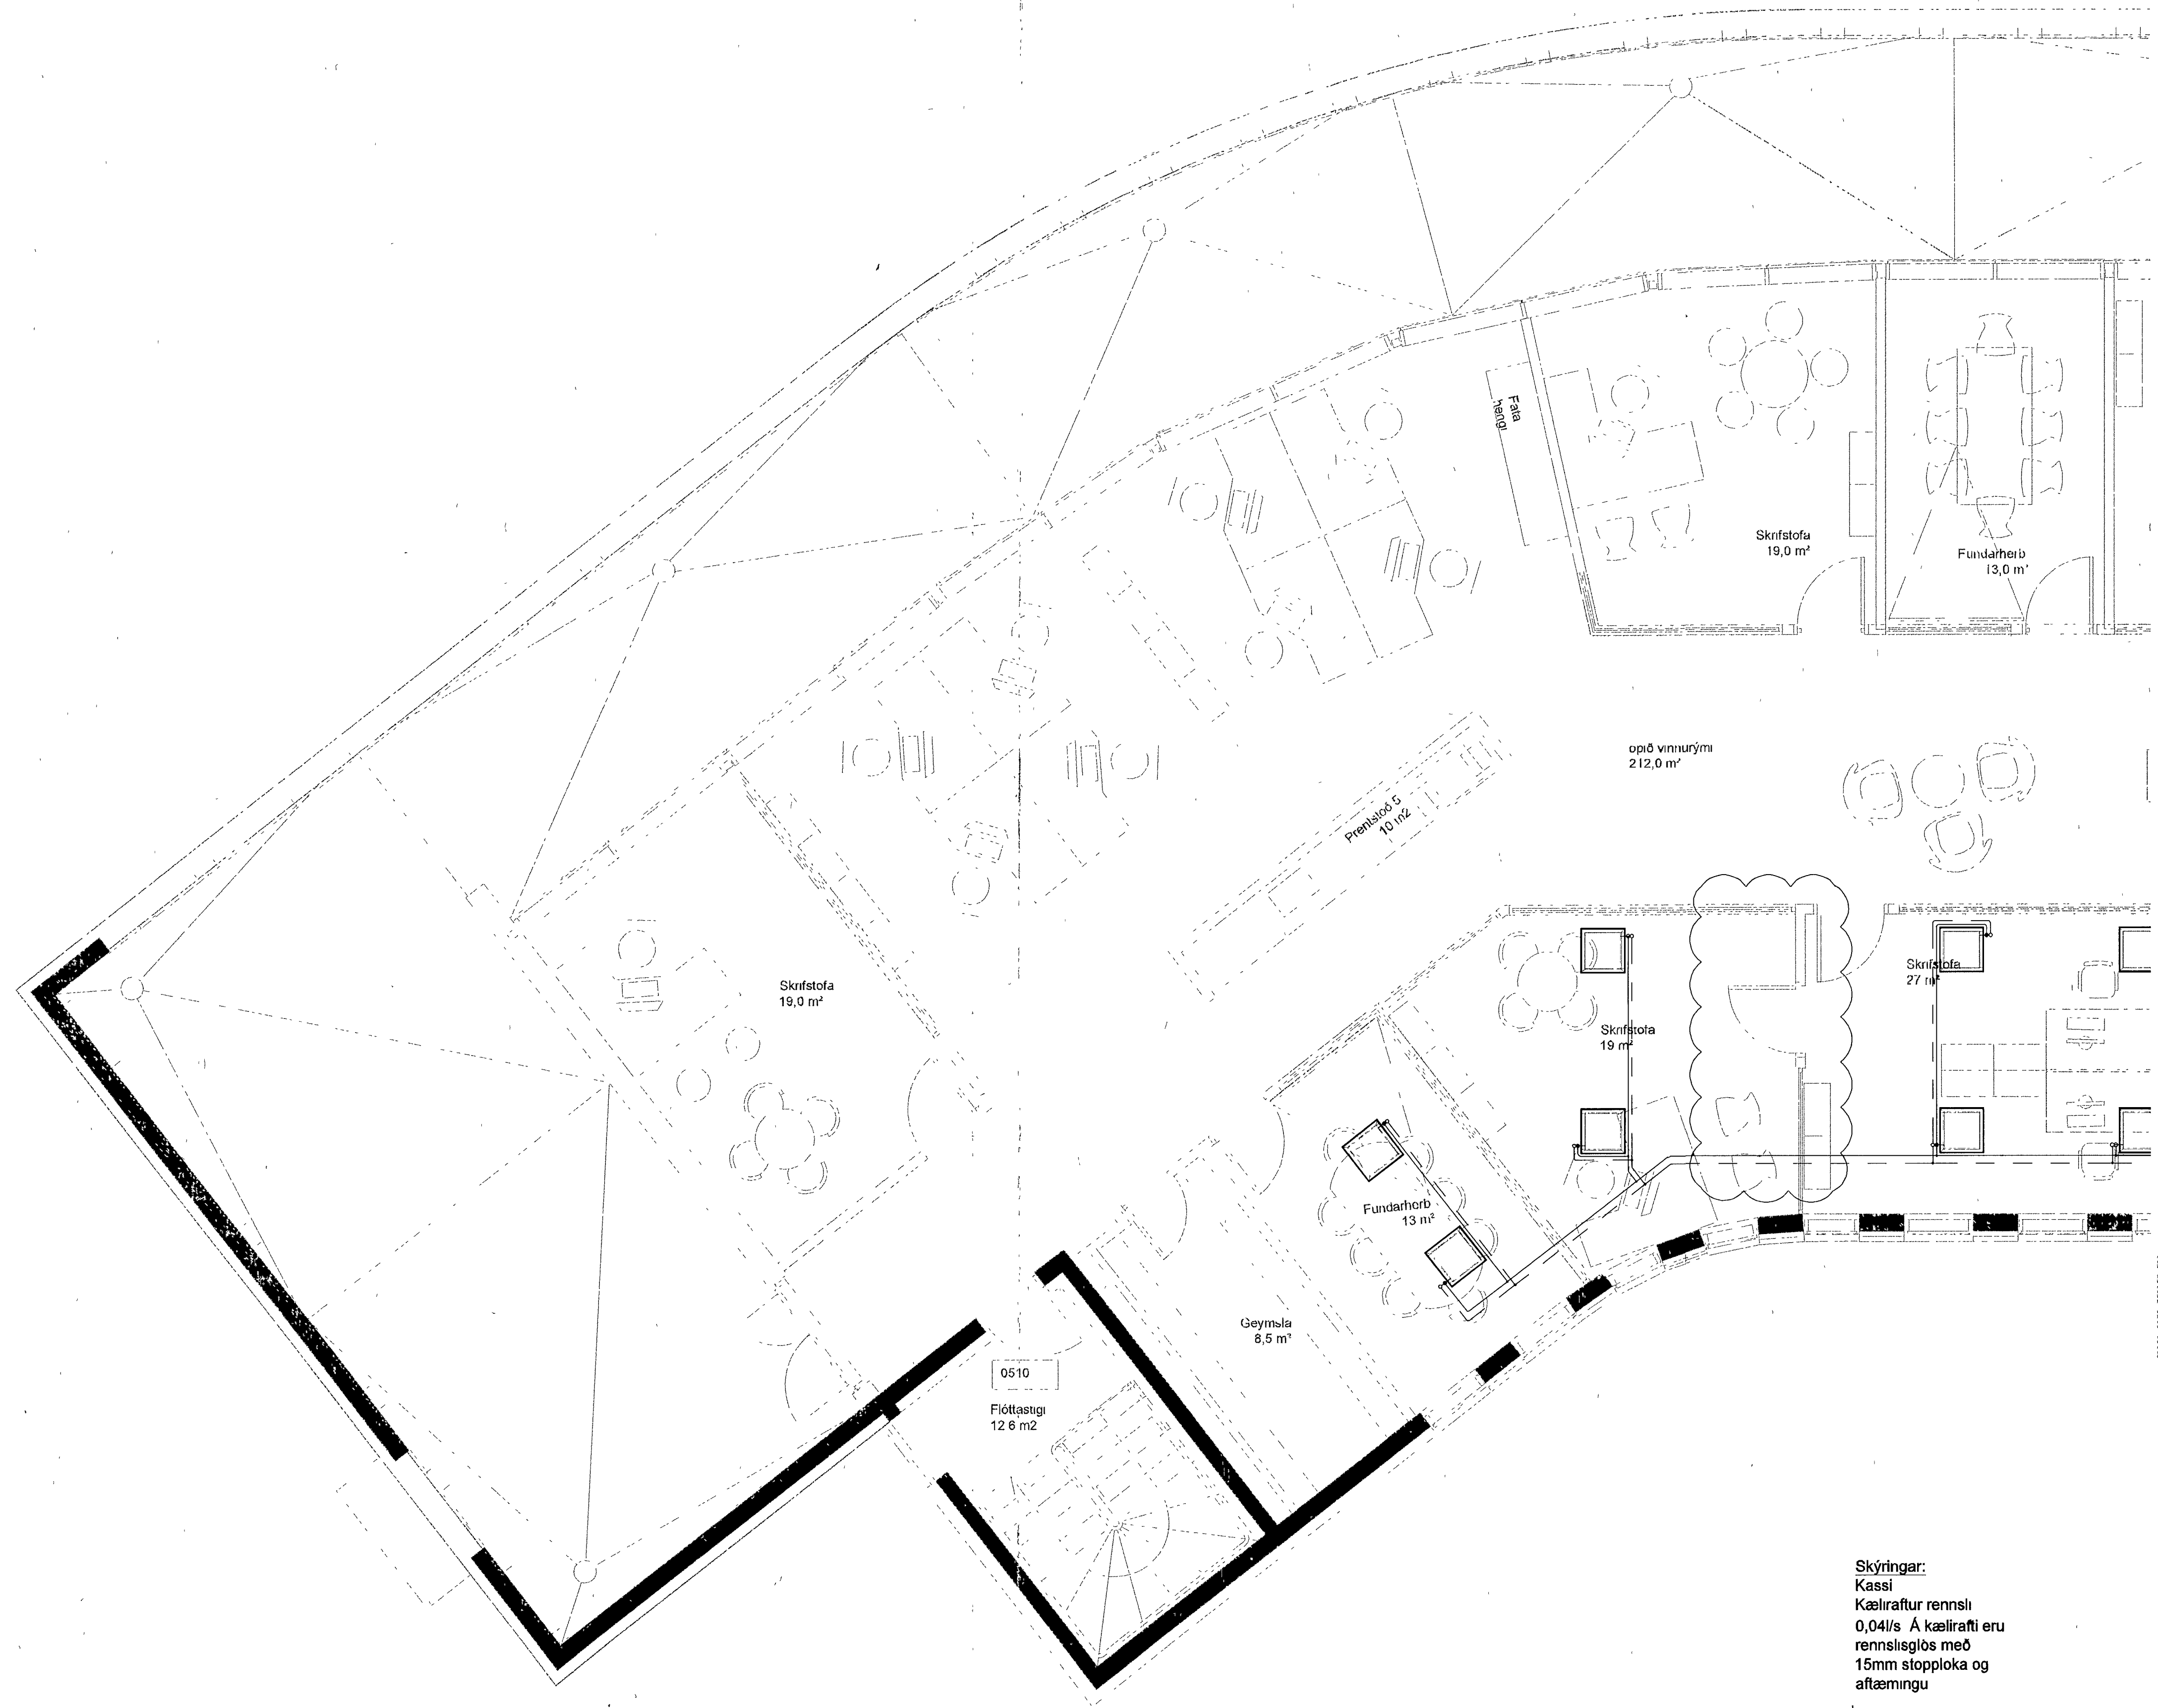 Fata
hengi
Skrifstofa
19,0 m²
Fundarherb
13,0 m²
opið vinnurými
212,0 m²
Prentstöð 5
10 m2
Skrifstofa
27 m²
Skrifstofa
19,0 m²
Skrifstofa
19 m²
Fundarherb
13 m²
Geymsla
8,5 m²
0510
Flóttastigi
12 6 m2
Skýringar:
Kassi
Kæliraftur rennsli
0,04l/s Á kælirafti eru
rennslisglös með
15mm stopploka og
aftæmingu